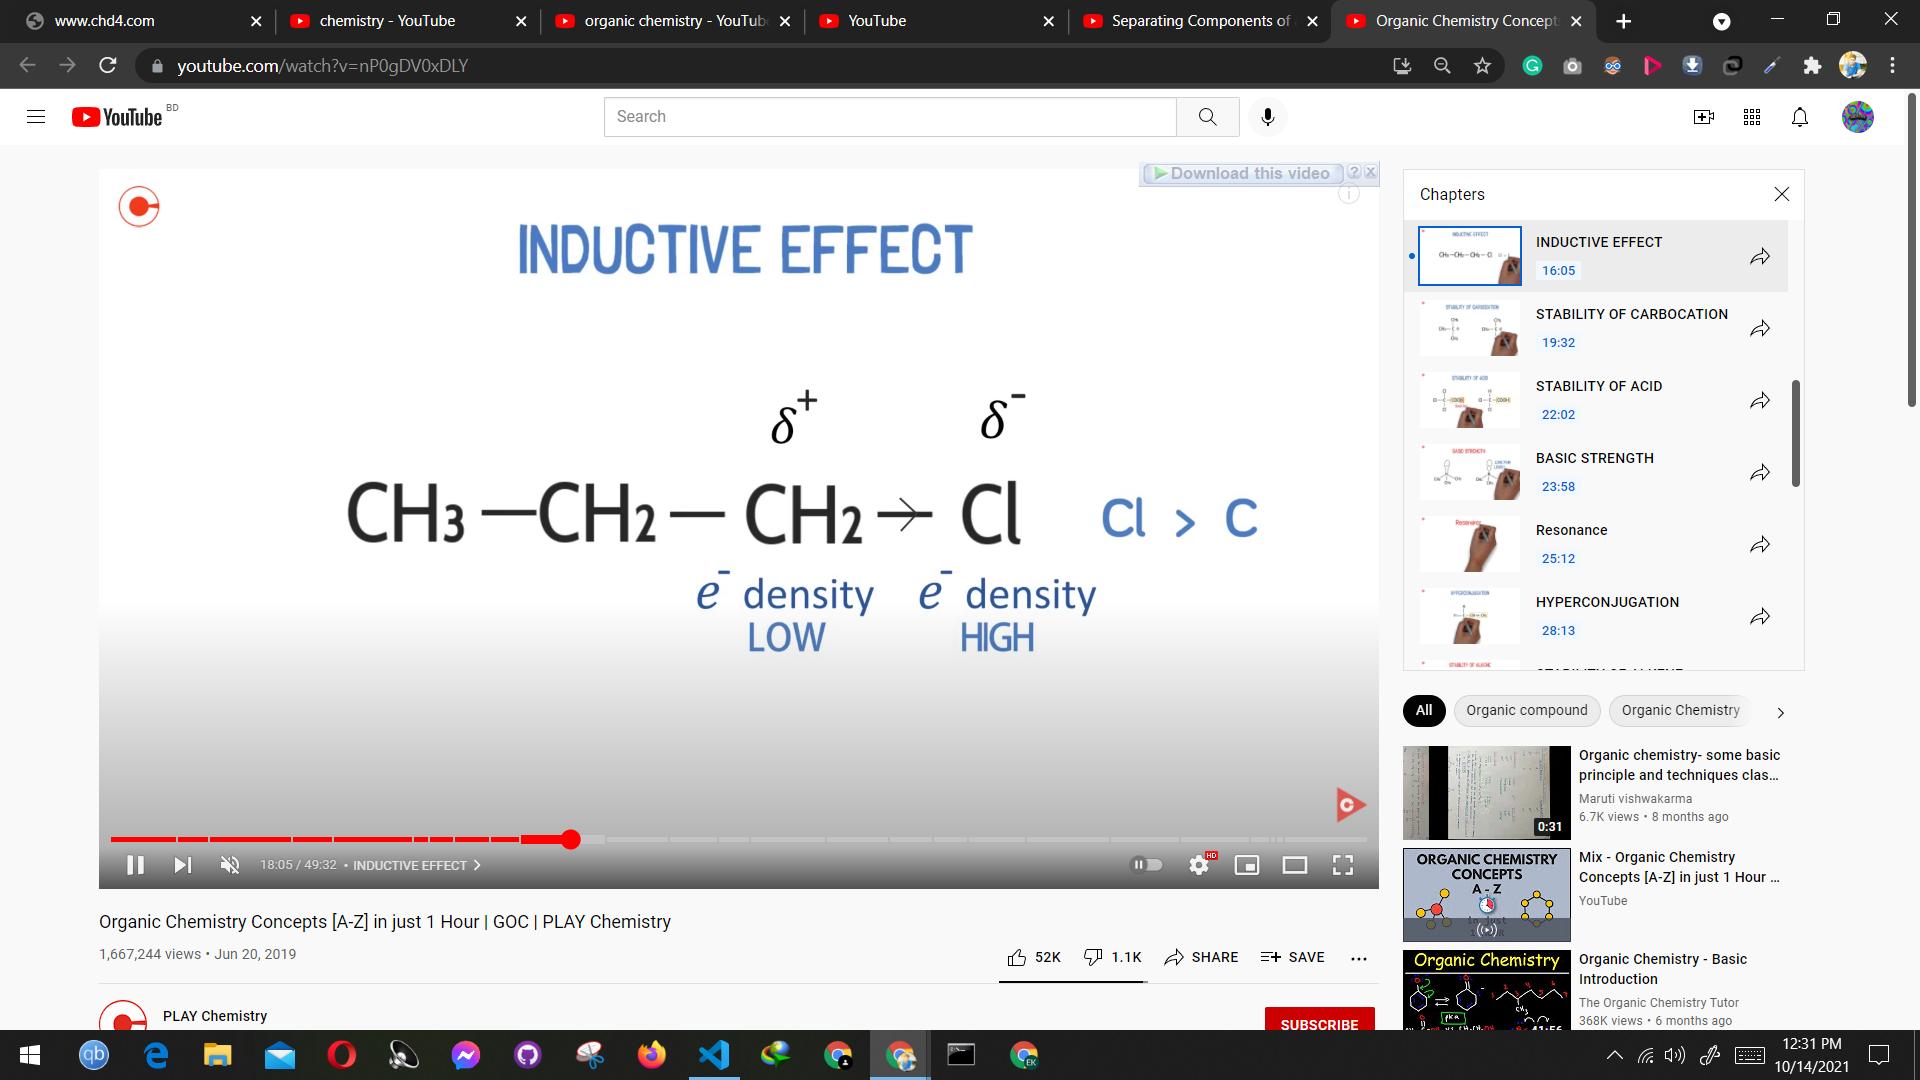 www.chd4.com
chemistry - YouTube
organic chemistry - YouTub
YouTube
Separating Components of
Organic Chemistry Concept
youtube.com/watch?v=nP0gDV0xDLY
YouTube BD
Search
Download this video ? X
INDUCTIVE EFFECT
δ+ δ-
CH3 — CH2 — CH2 → Cl Cl > C
e- density e- density
LOW HIGH
18:05 / 49:32 • INDUCTIVE EFFECT
HD
Organic Chemistry Concepts [A-Z] in just 1 Hour | GOC | PLAY Chemistry
1,667,244 views • Jun 20, 2019
52K 1.1K SHARE SAVE ...
PLAY Chemistry
SUBSCRIBE
Chapters
INDUCTIVE EFFECT
16:05
STABILITY OF CARBOCATION
19:32
STABILITY OF ACID
22:02
BASIC STRENGTH
23:58
Resonance
25:12
HYPERCONJUGATION
28:13
All Organic compound Organic Chemistry
Organic chemistry- some basic
principle and techniques clas...
Maruti vishwakarma
6.7K views • 8 months ago
0:31
ORGANIC CHEMISTRY
CONCEPTS
A - Z
Mix - Organic Chemistry
Concepts [A-Z] in just 1 Hour ...
YouTube
Organic Chemistry
Organic Chemistry - Basic
Introduction
The Organic Chemistry Tutor
368K views • 6 months ago
qb
EK
12:31 PM
10/14/2021